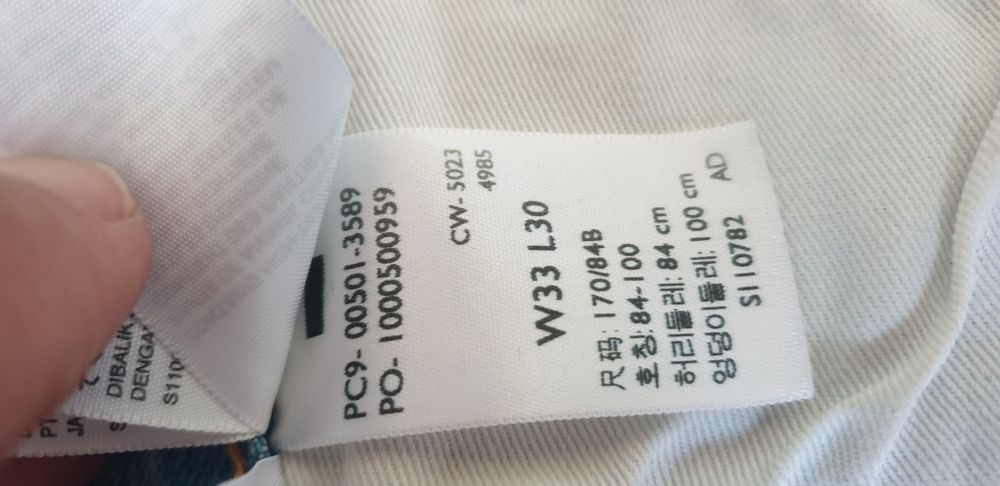 PC9- 00501-3589
PO- 1000500959
CW- 5023
4985
W33 L30
尺 码: 170/84B
호 칭: 84-100
허리둘레: 84 cm
엉덩이둘레: 100 cm
S110782 AD
DIBALIK
DENGA
S110